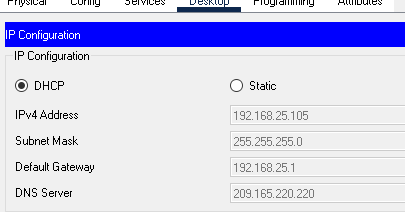 Physical Config Services Desktop Programming Attributes
IP Configuration
IP Configuration
DHCP Static
IPv4 Address 192.168.25.105
Subnet Mask 255.255.255.0
Default Gateway 192.168.25.1
DNS Server 209.165.220.220